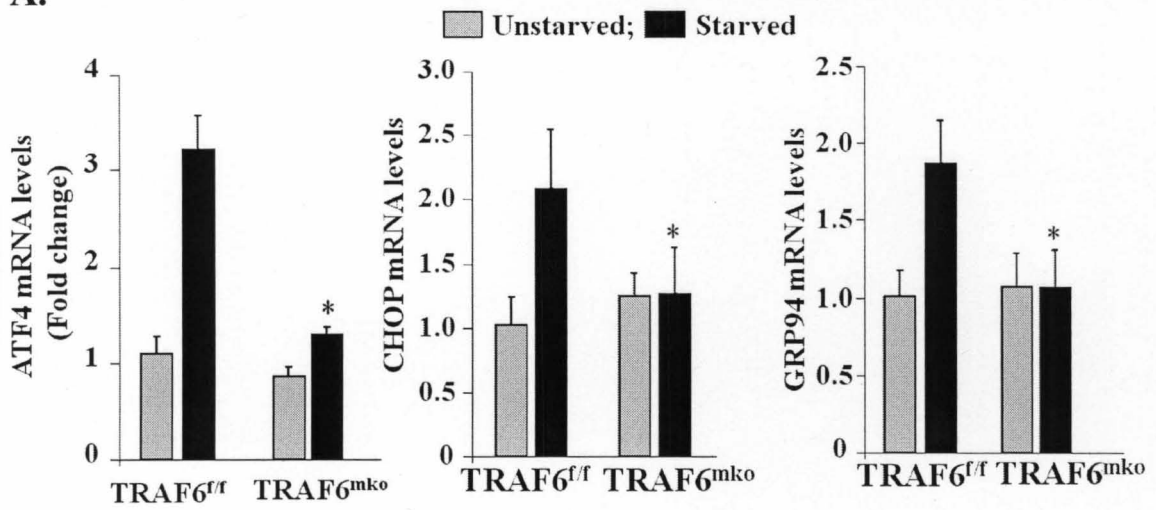 A.
Unstarved; Starved
ATF4 mRNA levels
(Fold change)
4
3
2
1
0
*
TRAF6f/f TRAF6mko
CHOP mRNA levels
3.0
2.5
2.0
1.5
1.0
0.5
0
*
TRAF6f/f TRAF6mko
GRP94 mRNA levels
2.5
2.0
1.5
1.0
0.5
0
*
TRAF6f/f TRAF6mko